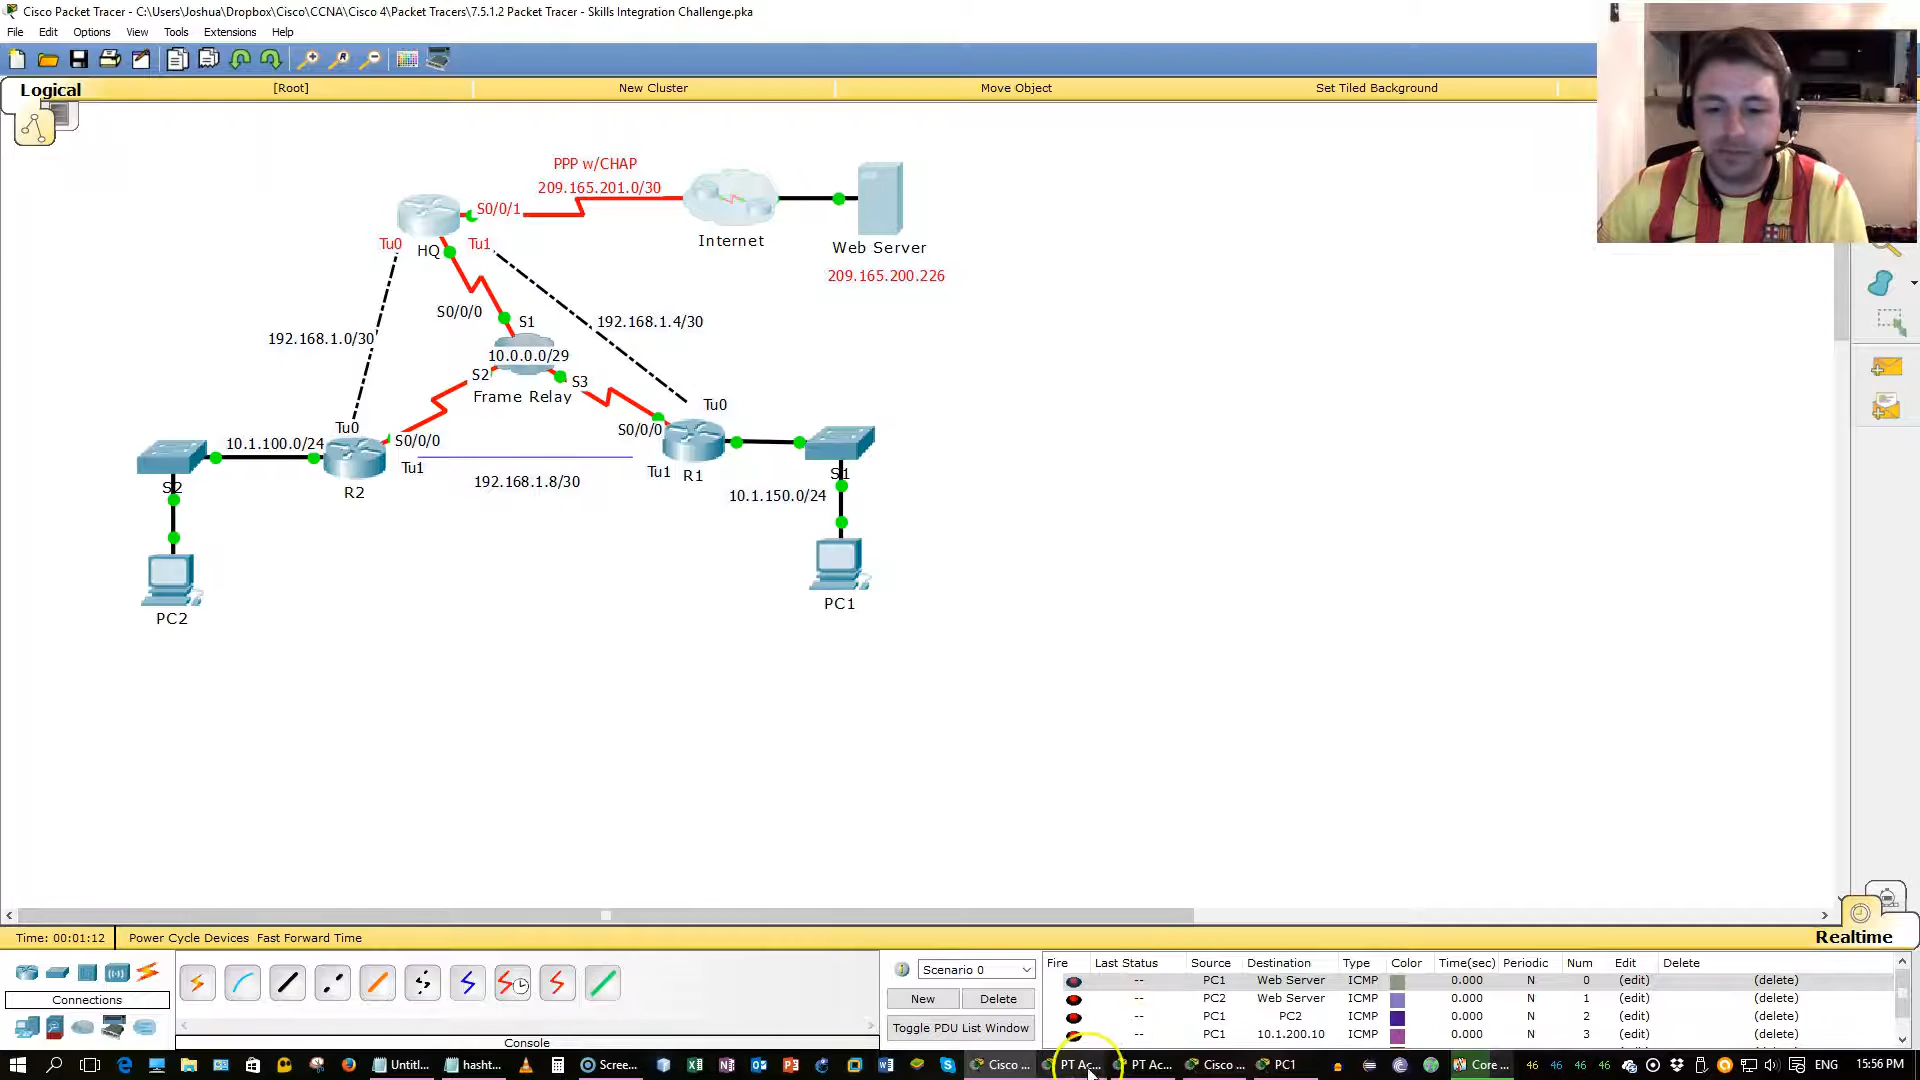 Cisco Packet Tracer - C:\Users\Joshua\Dropbox\Cisco\CCNA\Cisco 4\Packet Tracers\7.5.1.2 Packet Tracer - Skills Integration Challenge.pka
File Edit Options View Tools Extensions Help
Logical [Root] New Cluster Move Object Set Tiled Background
PPP w/CHAP
209.165.201.0/30
S0/0/1
Tu0 HQ Tu1
Internet
Web Server
209.165.200.226
S0/0/0
S1
192.168.1.4/30
192.168.1.0/30
10.0.0.0/29
S2 S3
Frame Relay
Tu0
Tu0
S0/0/0
S0/0/0
10.1.100.0/24
Tu1
Tu1 R1
S1
192.168.1.8/30
S2
R2
10.1.150.0/24
PC1
PC2
Time: 00:01:12 Power Cycle Devices Fast Forward Time
Realtime
Connections
Scenario 0
New Delete
Toggle PDU List Window
Fire Last Status Source Destination Type Color Time(sec) Periodic Num Edit Delete
-- PC1 Web Server ICMP 0.000 N 0 (edit) (delete)
-- PC2 Web Server ICMP 0.000 N 1 (edit) (delete)
-- PC1 PC2 ICMP 0.000 N 2 (edit) (delete)
-- PC1 10.1.200.10 ICMP 0.000 N 3 (edit) (delete)
Console
Untitl... hasht... Scree... Cisco ... PT Ac... PT Ac... Cisco ... PC1 Core ... 46 46 46 46 ENG 15:56 PM